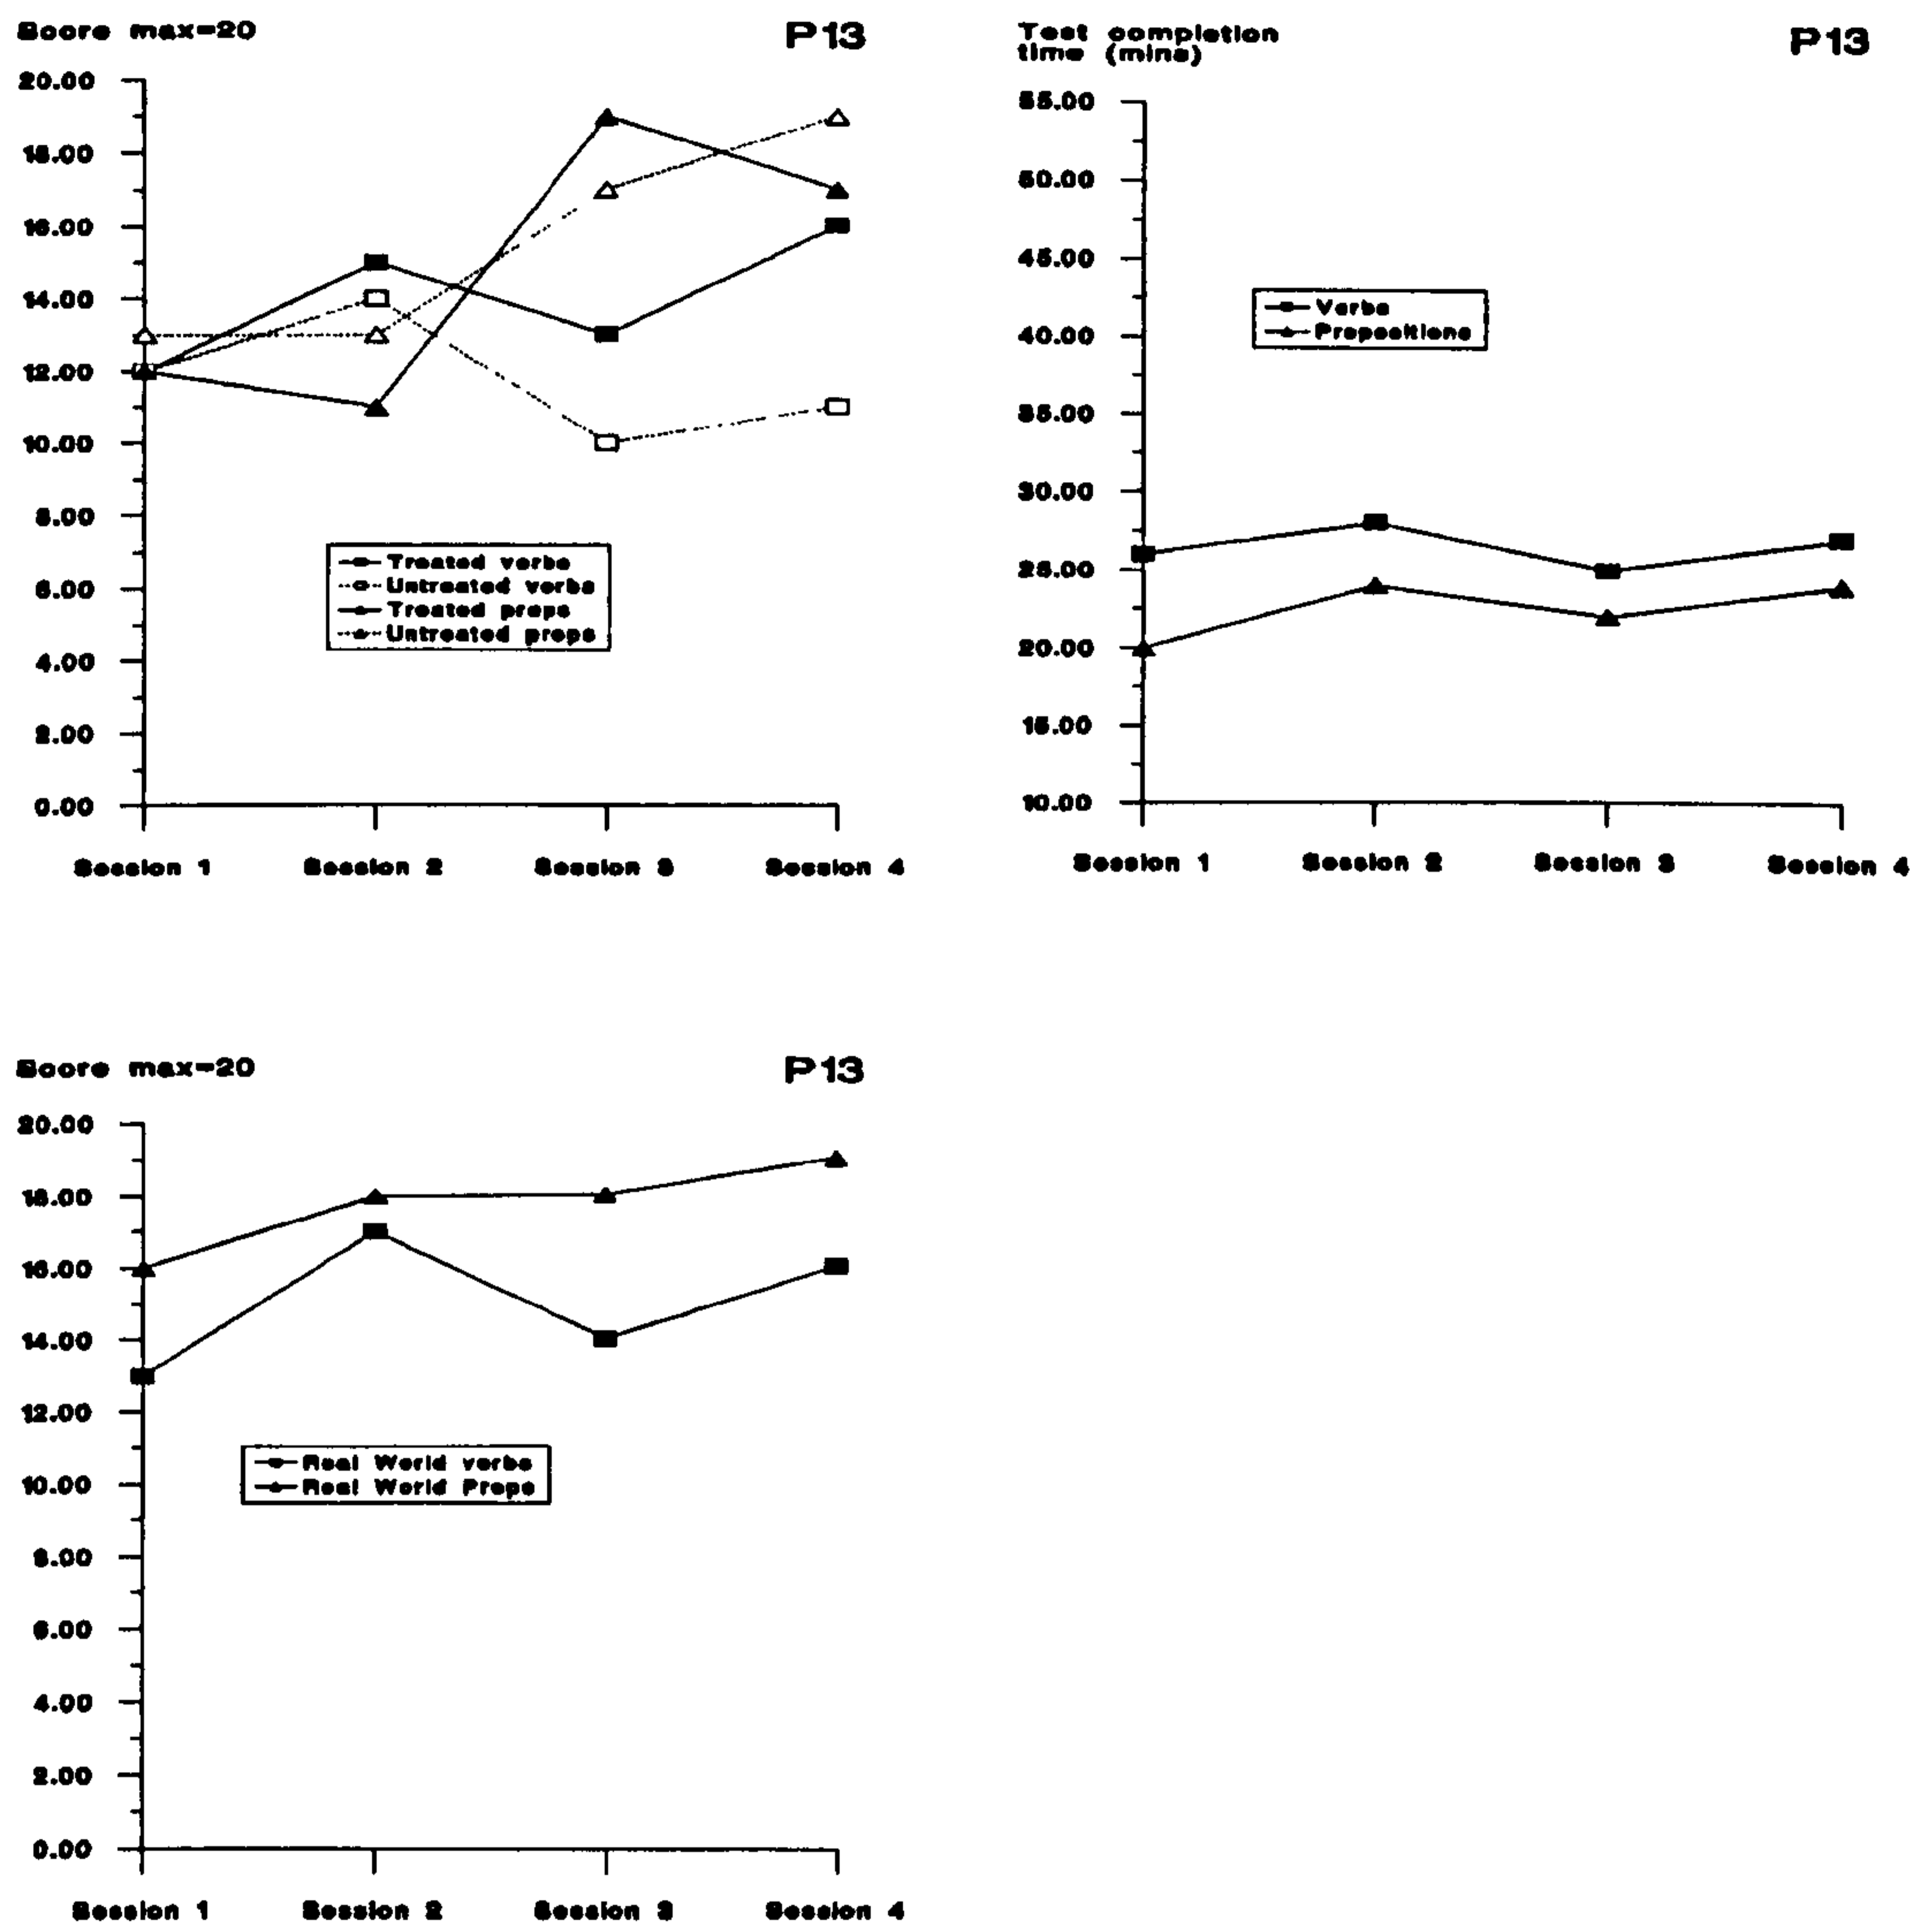 Score max=20
P13
20.00
18.00
16.00
14.00
12.00
10.00
8.00
6.00
4.00
2.00
0.00
Treated verbs
Untreated verbs
Treated preps
Untreated preps
Session 1
Session 2
Session 3
Session 4
Test completion
time (mins)
P13
55.00
50.00
45.00
40.00
35.00
30.00
25.00
20.00
15.00
10.00
Verbs
Prepositions
Session 1
Session 2
Session 3
Session 4
Score max=20
P13
20.00
18.00
16.00
14.00
12.00
10.00
8.00
6.00
4.00
2.00
0.00
Real World verbs
Real World Preps
Session 1
Session 2
Session 3
Session 4